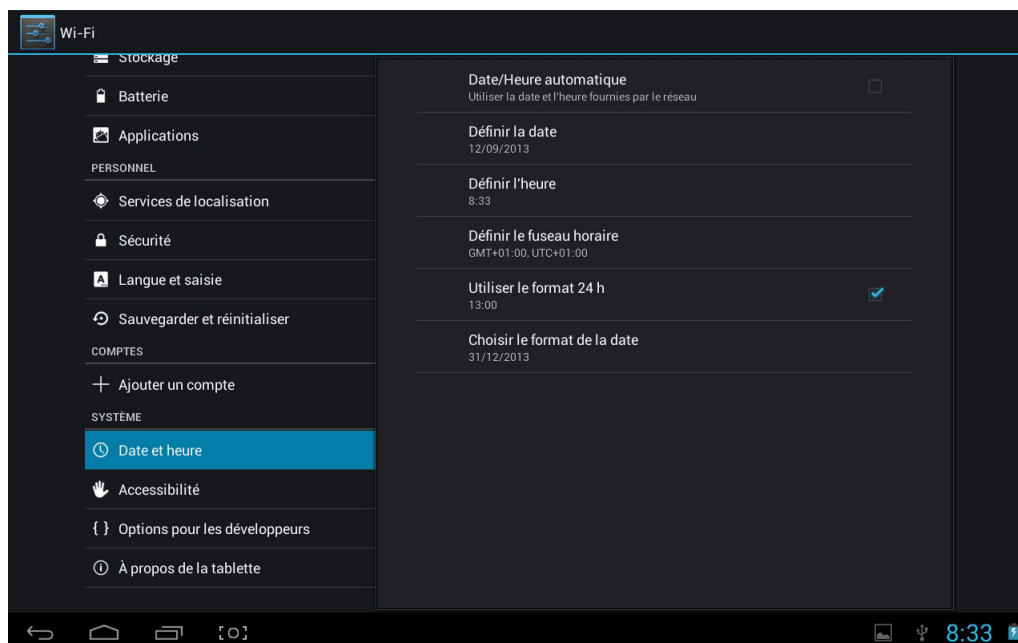 Wi-Fi
Stockage
Batterie
Applications
PERSONNEL
Services de localisation
Sécurité
Langue et saisie
Sauvegarder et réinitialiser
COMPTES
Ajouter un compte
SYSTÈME
Date et heure
Accessibilité
{ } Options pour les développeurs
À propos de la tablette
Date/Heure automatique
Utiliser la date et l'heure fournies par le réseau
Définir la date
12/09/2013
Définir l'heure
8:33
Définir le fuseau horaire
GMT+01:00, UTC+01:00
Utiliser le format 24 h
13:00
Choisir le format de la date
31/12/2013
8:33